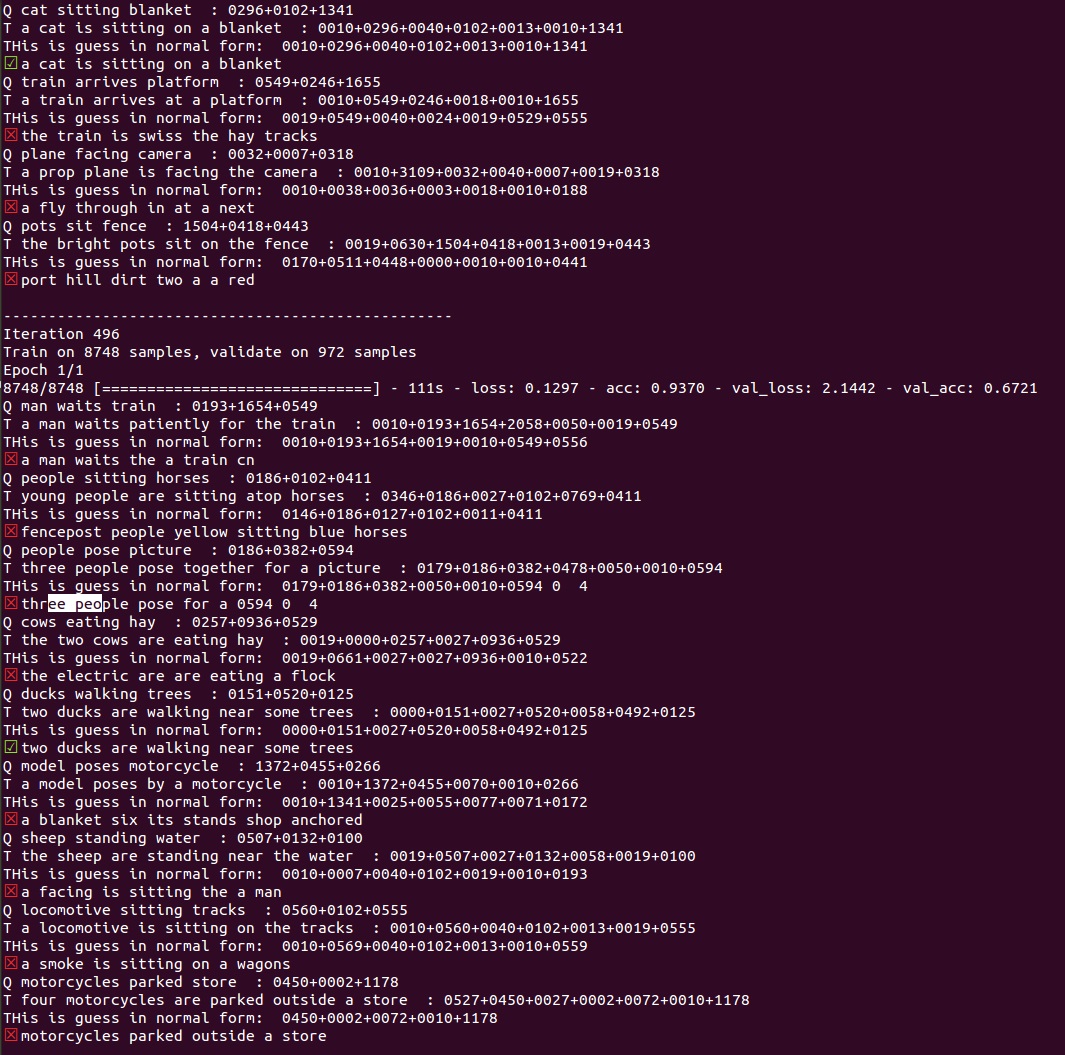 Q cat sitting blanket  : 0296+0102+1341
T a cat is sitting on a blanket  : 0010+0296+0040+0102+0013+0010+1341
THis is guess in normal form:  0010+0296+0040+0102+0013+0010+1341
☑ a cat is sitting on a blanket
Q train arrives platform  : 0549+0246+1655
T a train arrives at a platform  : 0010+0549+0246+0018+0010+1655
THis is guess in normal form:  0019+0549+0040+0024+0019+0529+0555
☒ the train is swiss the hay tracks
Q plane facing camera  : 0032+0007+0318
T a prop plane is facing the camera  : 0010+3109+0032+0040+0007+0019+0318
THis is guess in normal form:  0010+0038+0036+0003+0018+0010+0188
☒ a fly through in at a next
Q pots sit fence  : 1504+0418+0443
T the bright pots sit on the fence  : 0019+0630+1504+0418+0013+0019+0443
THis is guess in normal form:  0170+0511+0448+0000+0010+0010+0441
☒ port hill dirt two a a red
--------------------------------------------------
Iteration 496
Train on 8748 samples, validate on 972 samples
Epoch 1/1
8748/8748 [==============================] - 111s - loss: 0.1297 - acc: 0.9370 - val_loss: 2.1442 - val_acc: 0.6721
Q man waits train  : 0193+1654+0549
T a man waits patiently for the train  : 0010+0193+1654+2058+0050+0019+0549
THis is guess in normal form:  0010+0193+1654+0019+0010+0549+0556
☒ a man waits the a train cn
Q people sitting horses  : 0186+0102+0411
T young people are sitting atop horses  : 0346+0186+0027+0102+0769+0411
THis is guess in normal form:  0146+0186+0127+0102+0011+0411
☒ fencepost people yellow sitting blue horses
Q people pose picture  : 0186+0382+0594
T three people pose together for a picture  : 0179+0186+0382+0478+0050+0010+0594
THis is guess in normal form:  0179+0186+0382+0050+0010+0594 0  4
☒ three people pose for a 0594 0  4
Q cows eating hay  : 0257+0936+0529
T the two cows are eating hay  : 0019+0000+0257+0027+0936+0529
THis is guess in normal form:  0019+0661+0027+0027+0936+0010+0522
☒ the electric are are eating a flock
Q ducks walking trees  : 0151+0520+0125
T two ducks are walking near some trees  : 0000+0151+0027+0520+0058+0492+0125
THis is guess in normal form:  0000+0151+0027+0520+0058+0492+0125
☑ two ducks are walking near some trees
Q model poses motorcycle  : 1372+0455+0266
T a model poses by a motorcycle  : 0010+1372+0455+0070+0010+0266
THis is guess in normal form:  0010+1341+0025+0055+0077+0071+0172
☒ a blanket six its stands shop anchored
Q sheep standing water  : 0507+0132+0100
T the sheep are standing near the water  : 0019+0507+0027+0132+0058+0019+0100
THis is guess in normal form:  0010+0007+0040+0102+0019+0010+0193
☒ a facing is sitting the a man
Q locomotive sitting tracks  : 0560+0102+0555
T a locomotive is sitting on the tracks  : 0010+0560+0040+0102+0013+0019+0555
THis is guess in normal form:  0010+0569+0040+0102+0013+0010+0559
☒ a smoke is sitting on a wagons
Q motorcycles parked store  : 0450+0002+1178
T four motorcycles are parked outside a store  : 0527+0450+0027+0002+0072+0010+1178
THis is guess in normal form:  0450+0002+0072+0010+1178
☒ motorcycles parked outside a store